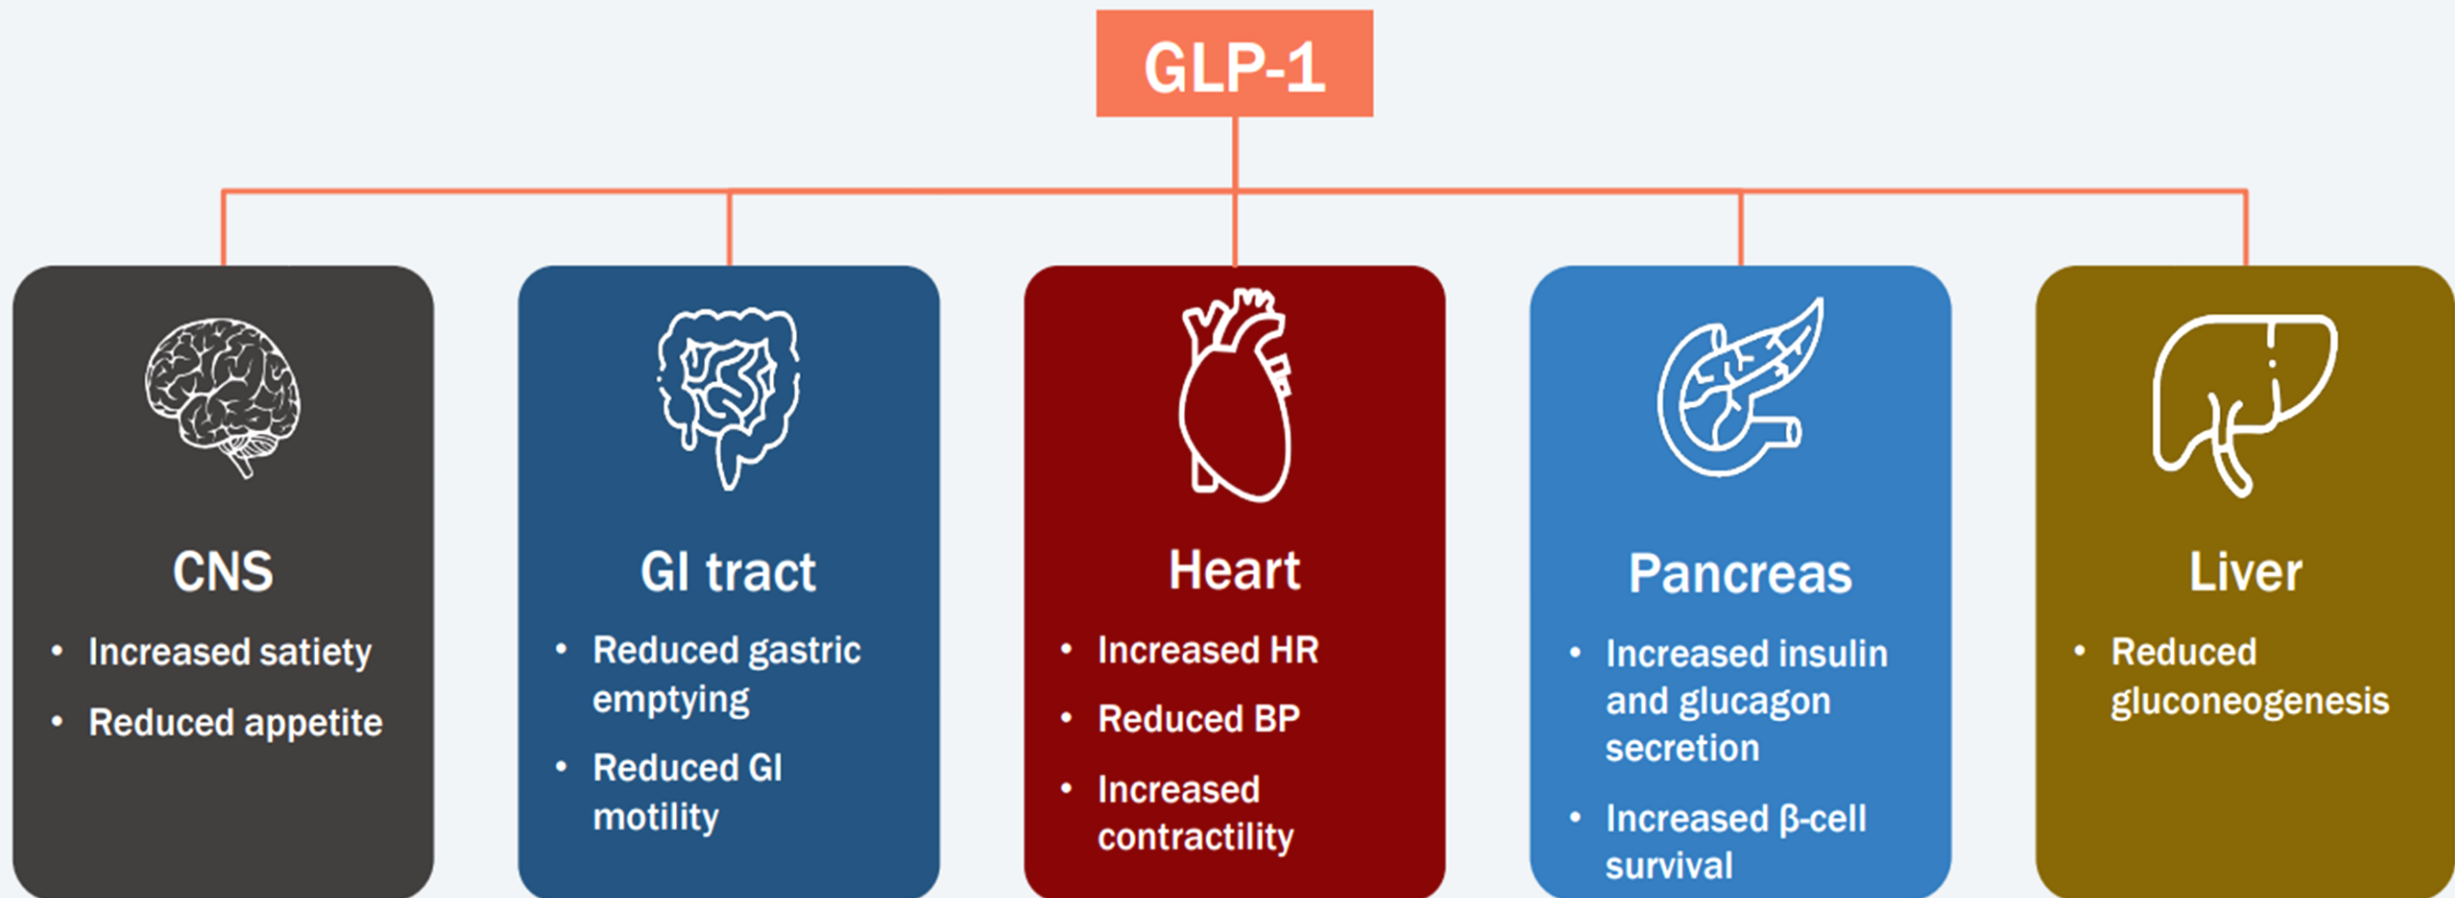 GLP-1
CNS
• Increased satiety
• Reduced appetite
GI tract
• Reduced gastric
emptying
• Reduced GI
motility
Heart
• Increased HR
• Reduced BP
• Increased
contractility
Pancreas
• Increased insulin
and glucagon
secretion
• Increased β-cell
survival
Liver
• Reduced
gluconeogenesis